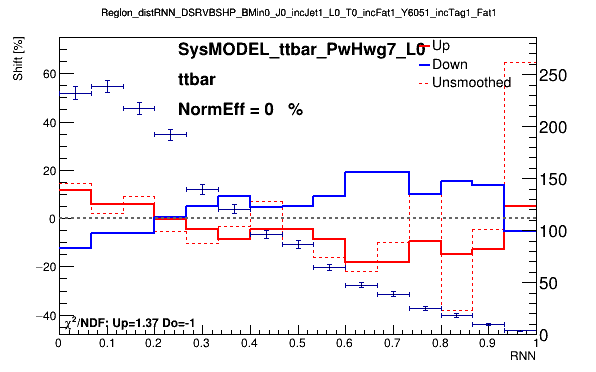 Region_distRNN_DSRVBSHP_BMin0_J0_incJet1_L0_T0_incFat1_Y6051_incTag1_Fat1
Shift [%]
SysMODEL_ttbar_PwHwg7_L0
ttbar
NormEff = 0 %
Up
Down
Unsmoothed
60
40
20
0
−20
−40
250
200
150
100
50
0
χ²/NDF: Up=1.37 Do=-1
0 0.1 0.2 0.3 0.4 0.5 0.6 0.7 0.8 0.9 1
RNN